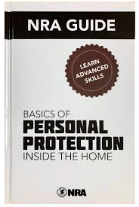 NRA GUIDE
LEARN
ADVANCED
SKILLS
BASICS OF
PERSONAL
PROTECTION
INSIDE THE HOME
NRA